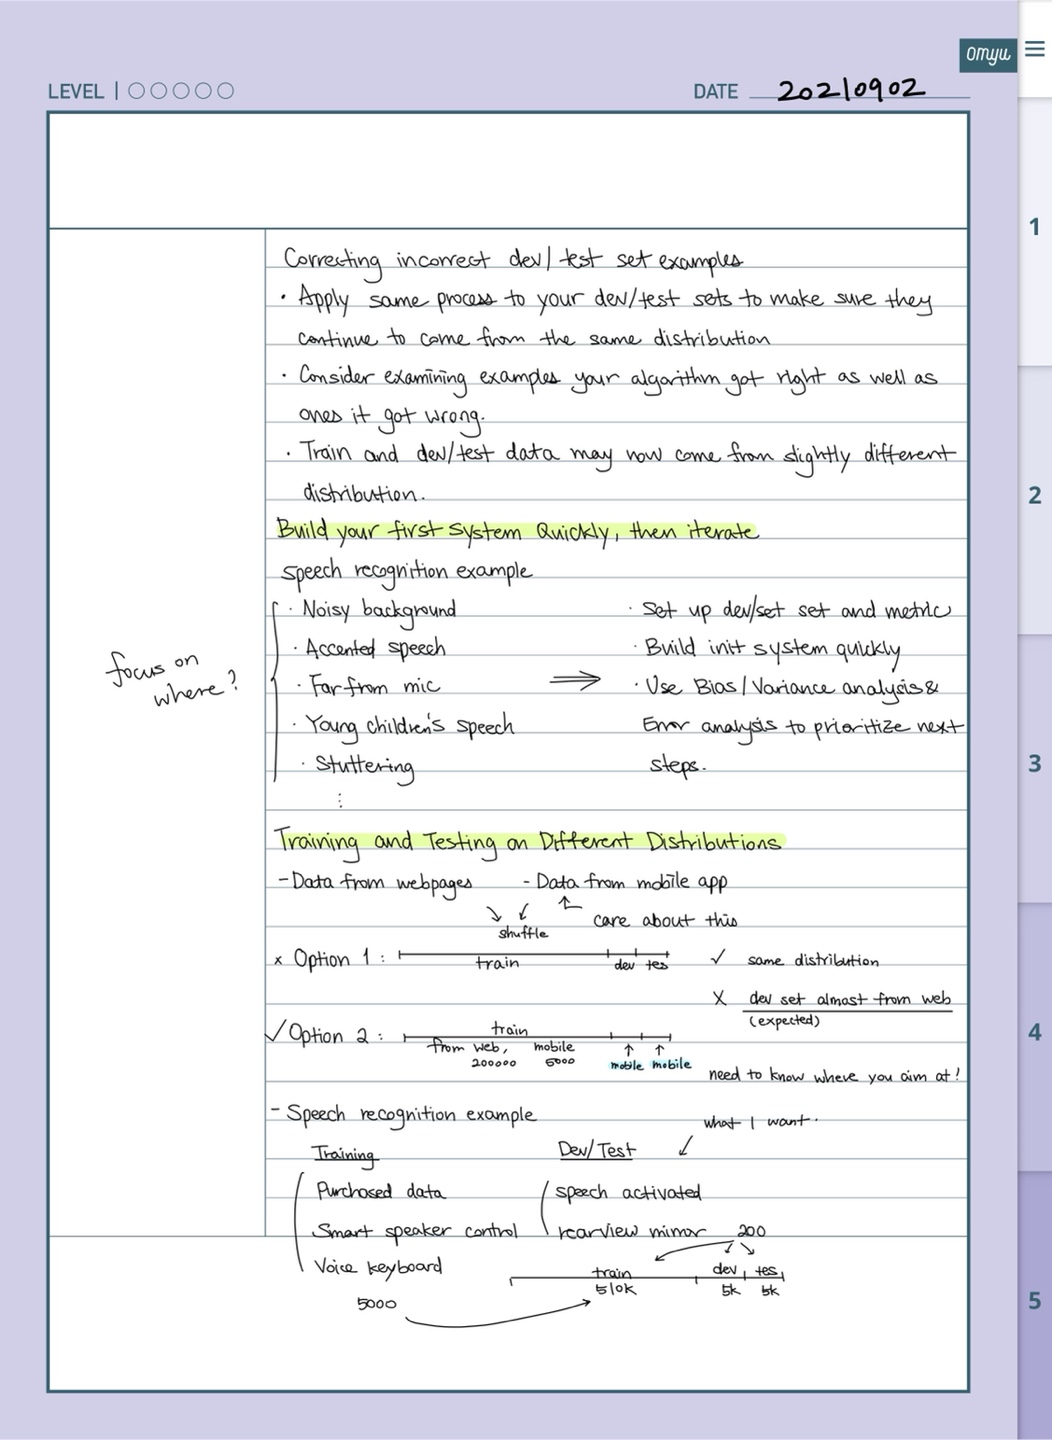 omyu
LEVEL
DATE 20210902
1
2
3
4
5
Correcting incorrect dev/test set examples
· Apply same process to your dev/test sets to make sure they
continue to come from the same distribution
· Consider examining examples your algorithm got right as well as
ones it got wrong.
· Train and dev/test data may now come from slightly different
distribution.
Build your first system Quickly, then iterate
speech recognition example
focus on
where?
· Noisy background
· Accented speech
· Far from mic
· Young children's speech
· Stuttering
⋮
⇒
· Set up dev/set set and metric
· Build init system quickly
· Use Bias/Variance analysis &
Error analysis to prioritize next
steps.
Training and Testing on Different Distributions
- Data from webpages - Data from mobile app
↘ ↙ ↑ care about this
shuffle
x Option 1 : train dev tes ✓ same distribution
X dev set almost from web
(expected)
✓ Option 2 : train
from web, mobile
200000 5000
↑ ↑
mobile mobile
need to know where you aim at!
- Speech recognition example
what I want.
Training Dev/Test ↙
Purchased data speech activated
Smart speaker control rearview mirror 200
Voice keyboard
train dev tes
510k 5k 5k
5000